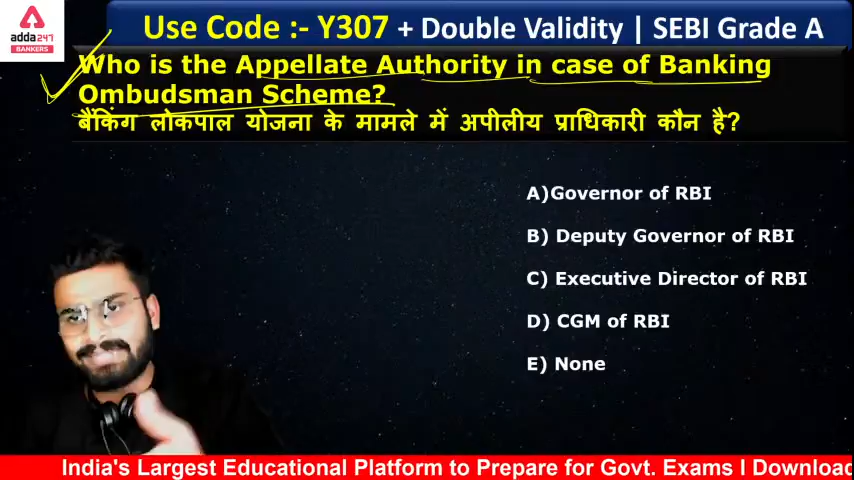 adda247
BANKERS
Use Code :- Y307 + Double Validity | SEBI Grade A
Who is the Appellate Authority in case of Banking
Ombudsman Scheme?
बैंकिंग लोकपाल योजना के मामले में अपीलीय प्राधिकारी कौन है?
A)Governor of RBI
B) Deputy Governor of RBI
C) Executive Director of RBI
D) CGM of RBI
E) None
India's Largest Educational Platform to Prepare for Govt. Exams I Download